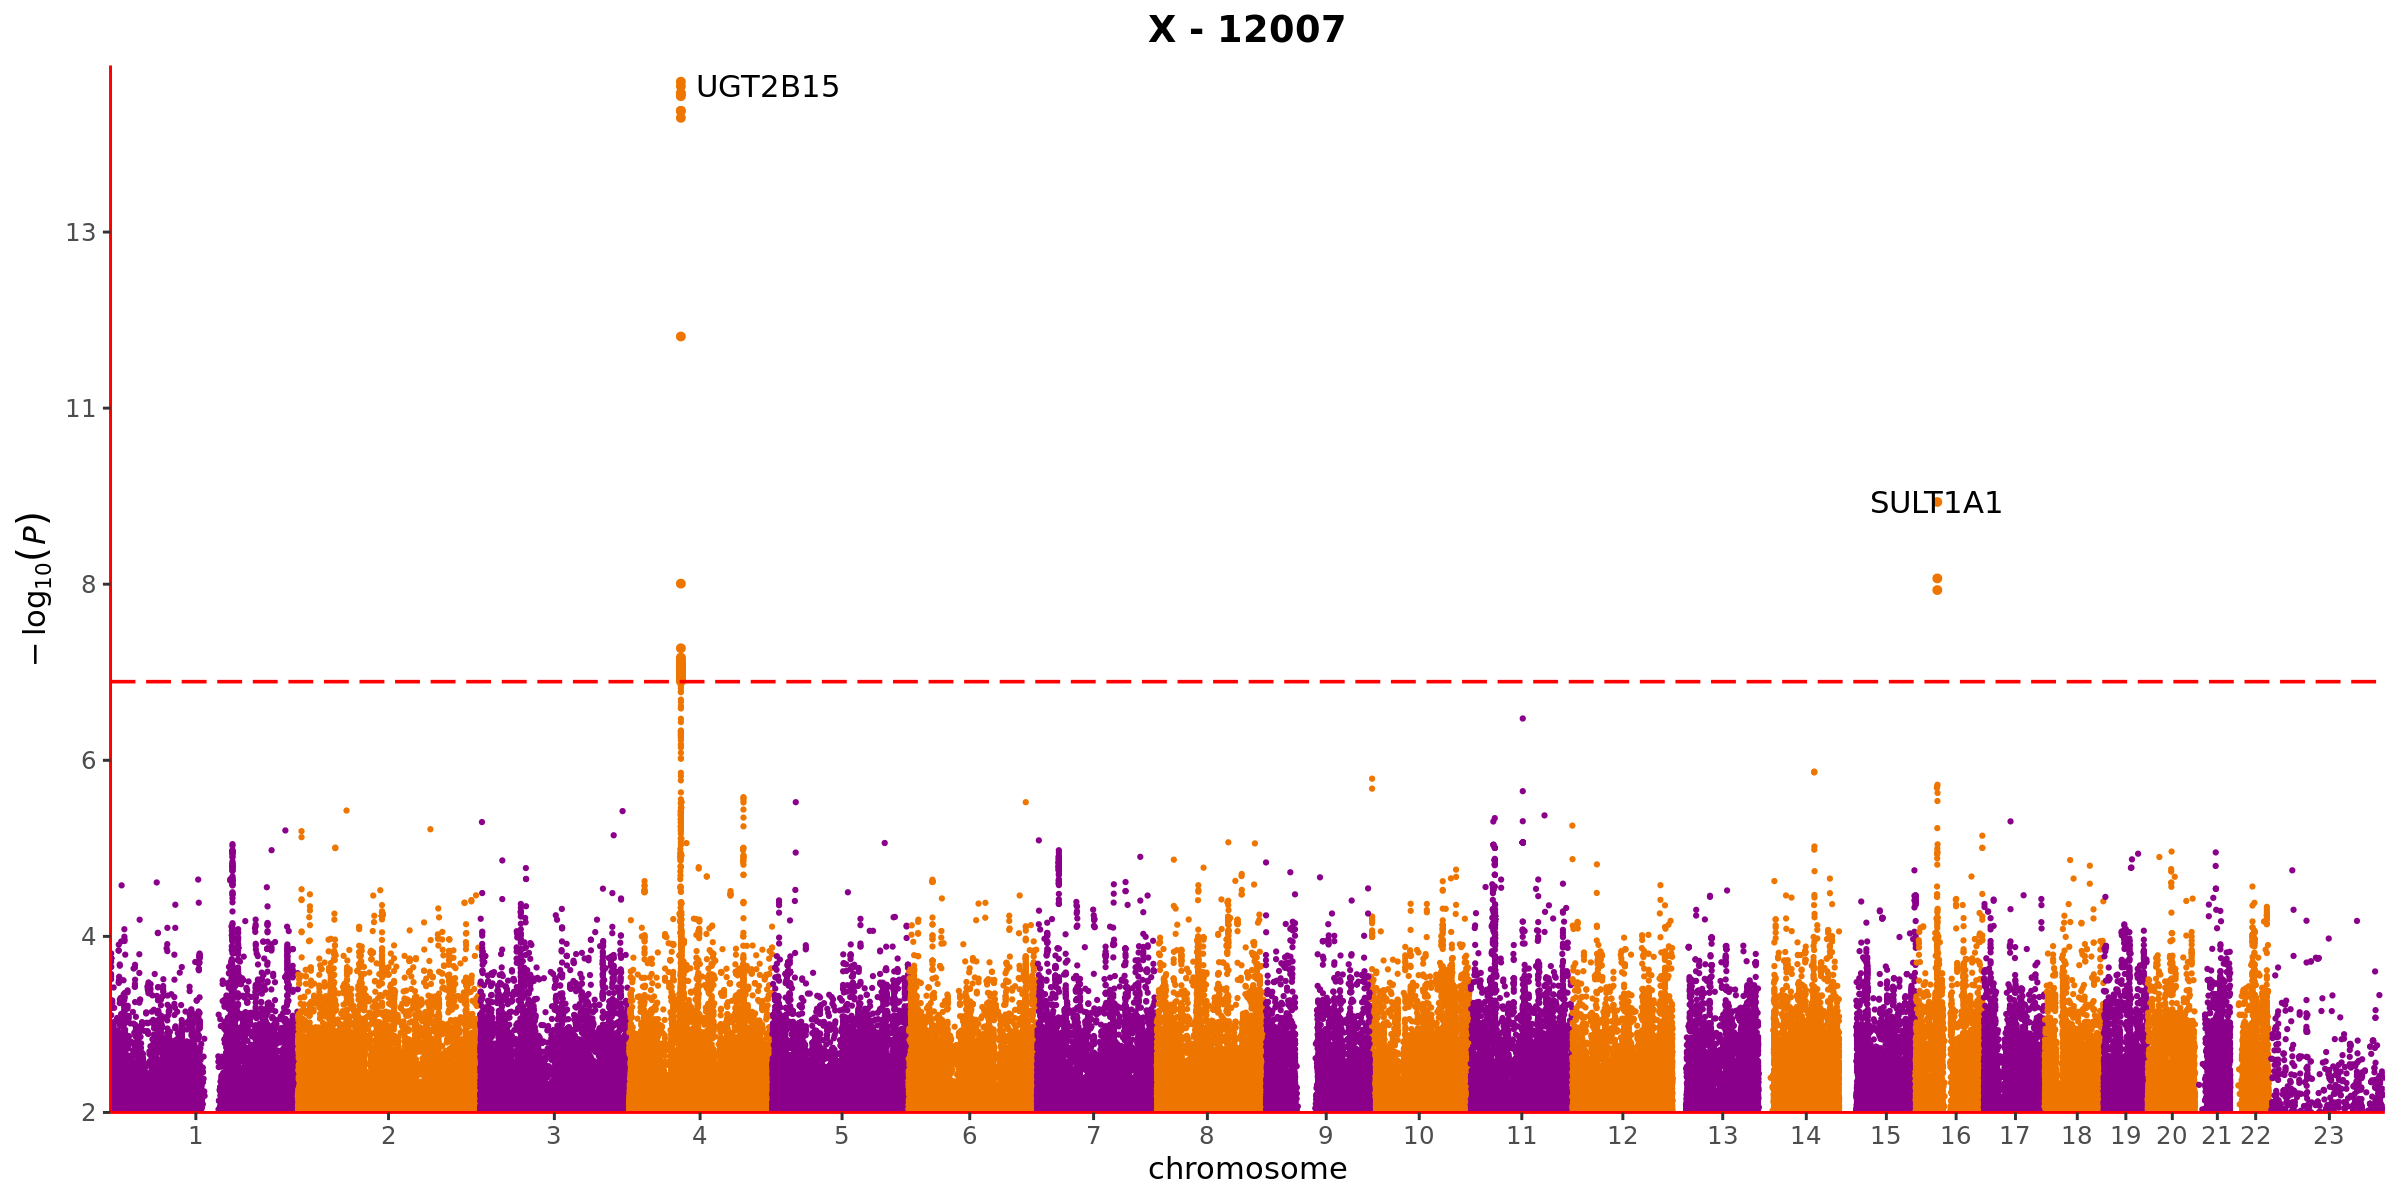 X - 12007
UGT2B15
13
11
SULT1A1
8
6
4
2
− log₁₀(P)
1 2 3 4 5 6 7 8 9 10 11 12 13 14 15 16 17 18 19 20 21 22 23
chromosome